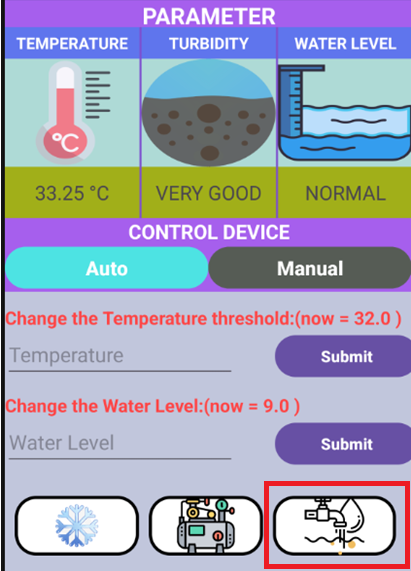 PARAMETER
TEMPERATURE TURBIDITY WATER LEVEL
°C
33.25 °C VERY GOOD NORMAL
CONTROL DEVICE
Auto Manual
Change the Temperature threshold:(now = 32.0 )
Temperature Submit
Change the Water Level:(now = 9.0 )
Water Level Submit